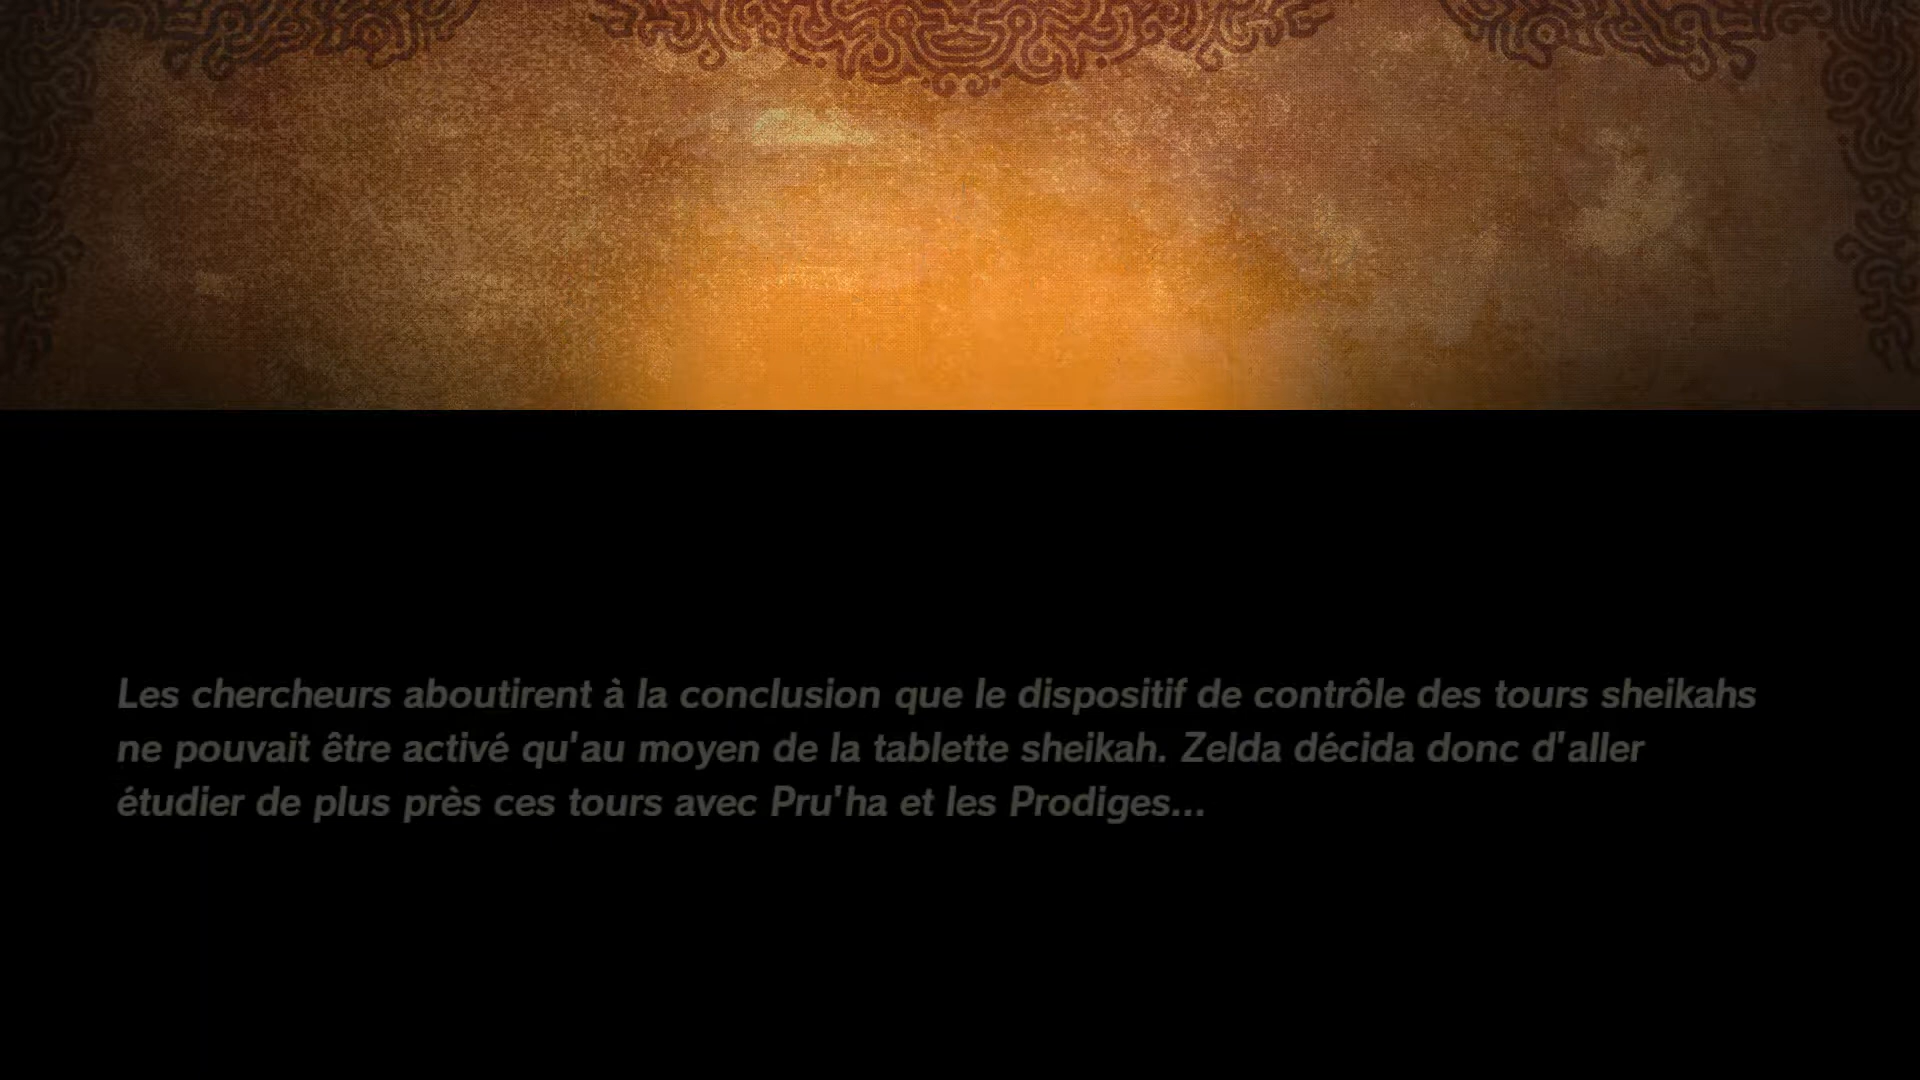 Les chercheurs aboutirent à la conclusion que le dispositif de contrôle des tours sheikahs
ne pouvait être activé qu'au moyen de la tablette sheikah. Zelda décida donc d'aller
étudier de plus près ces tours avec Pru'ha et les Prodiges...